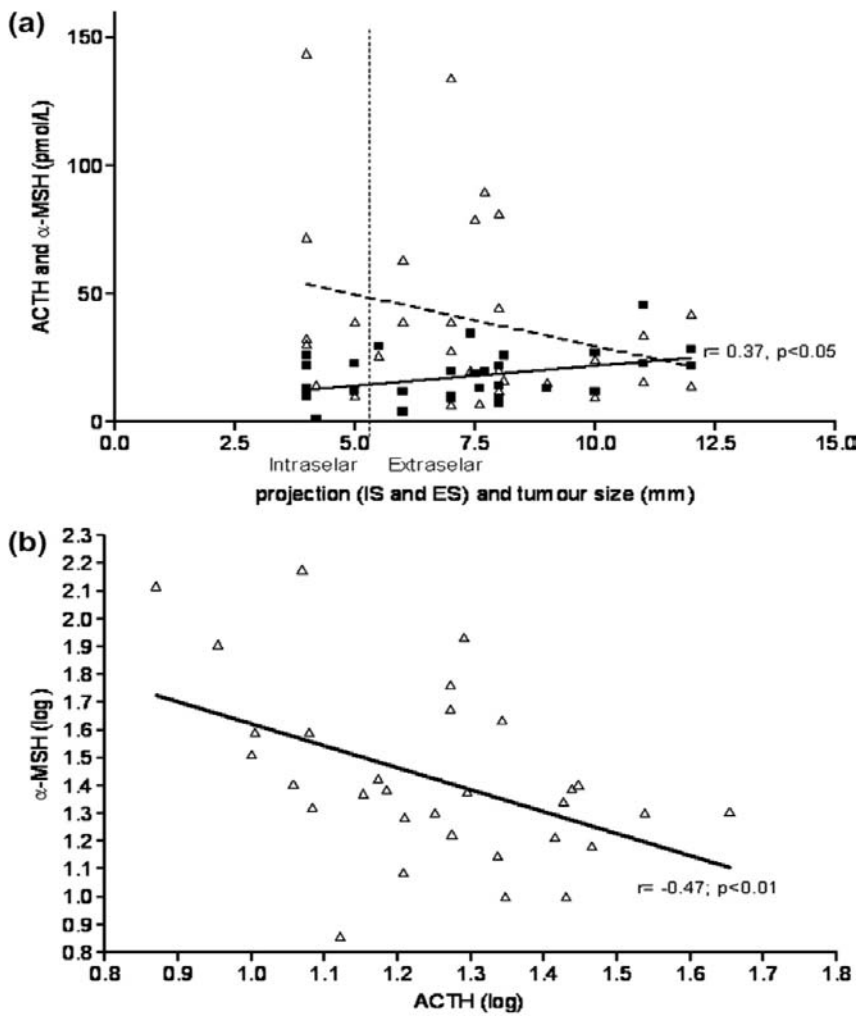 (a)
ACTH and α-MSH (pmol/L)
150
100
50
0
r= 0.37, p<0.05
0.0 2.5 5.0 7.5 10.0 12.5 15.0
Intraselar Extraselar
projection (IS and ES) and tumour size (mm)
(b)
α-MSH (log)
2.3
2.2
2.1
2.0
1.9
1.8
1.7
1.6
1.5
1.4
1.3
1.2
1.1
1.0
0.9
0.8
r= -0.47; p<0.01
0.8 0.9 1.0 1.1 1.2 1.3 1.4 1.5 1.6 1.7 1.8
ACTH (log)